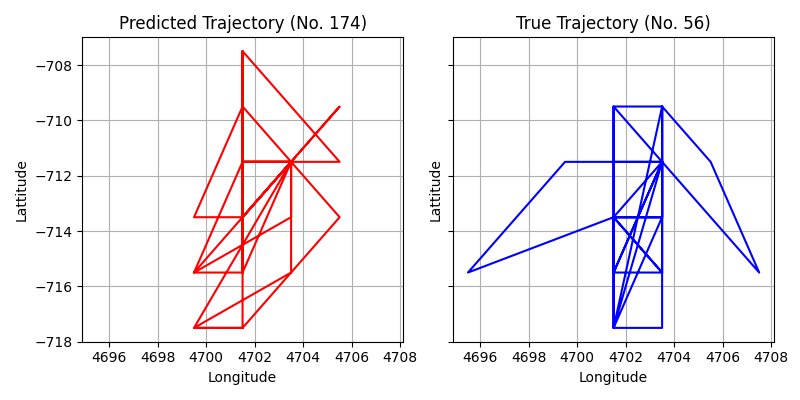 Predicted Trajectory (No. 174)
True Trajectory (No. 56)
−708
−710
−712
−714
−716
−718
Lattitude
Lattitude
4696 4698 4700 4702 4704 4706 4708
4696 4698 4700 4702 4704 4706 4708
Longitude
Longitude